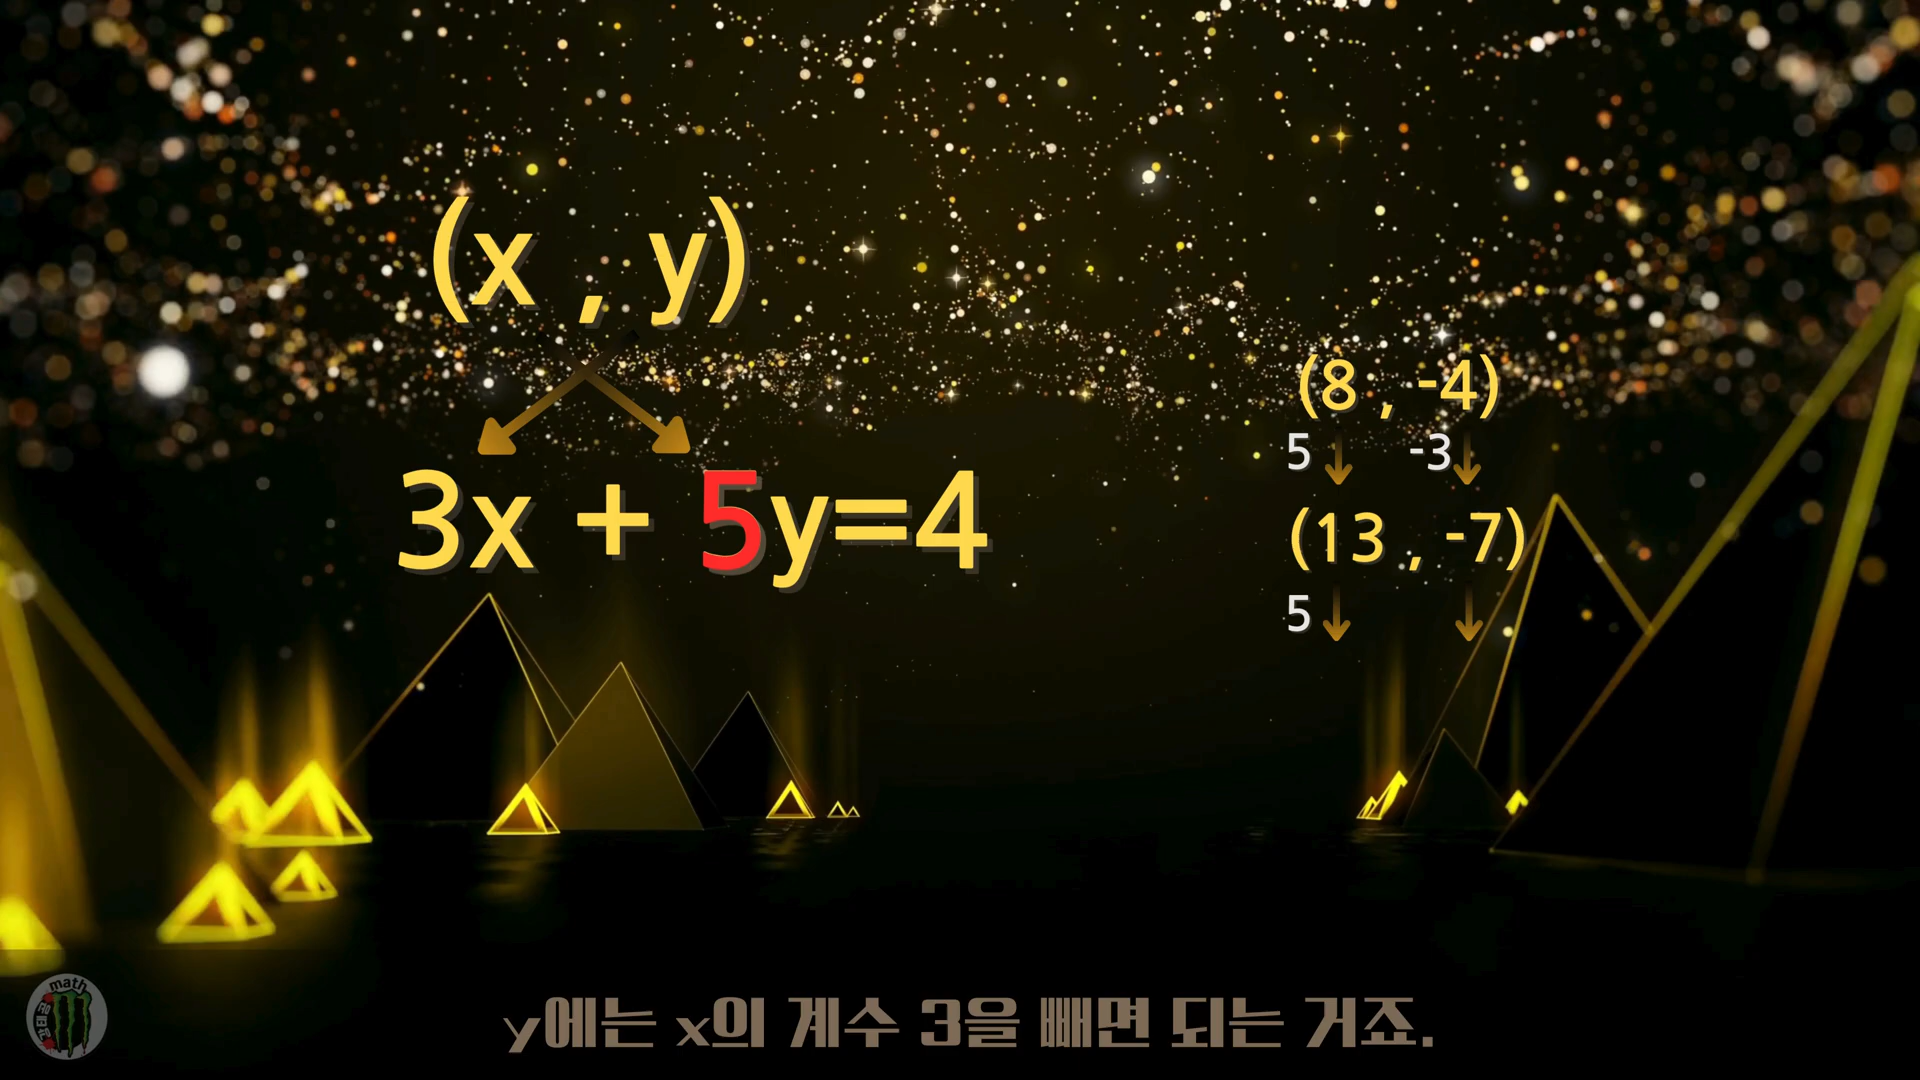 (x , y)
3x + 5y=4
(8 , -4)
5 -3
(13 , -7)
5
math
y에는 x의 계수 3을 빼면 되는 거죠.